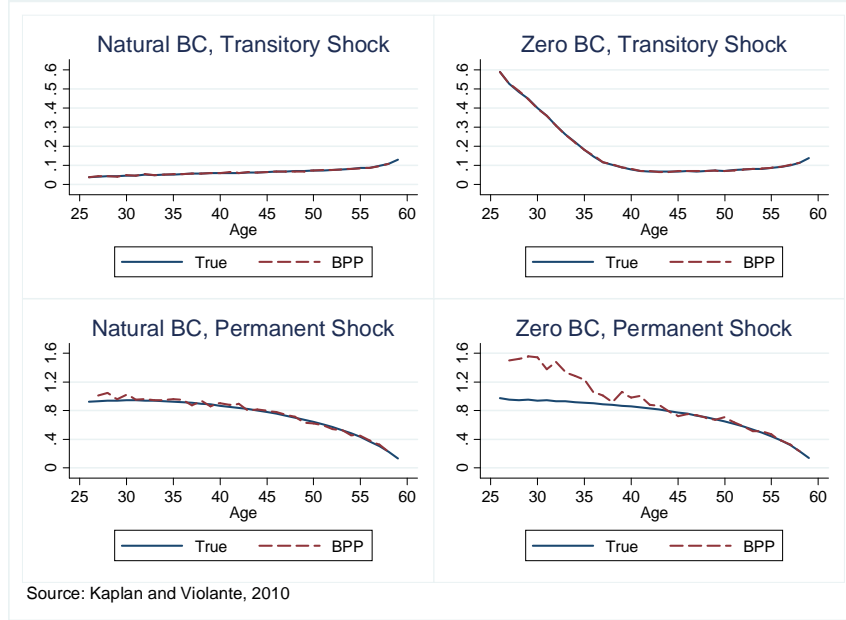 Natural BC, Transitory Shock
0 .1 .2 .3 .4 .5 .6
25 30 35 40 45 50 55 60
Age
True BPP
Zero BC, Transitory Shock
0 .1 .2 .3 .4 .5 .6
25 30 35 40 45 50 55 60
Age
True BPP
Natural BC, Permanent Shock
0 .4 .8 1.2 1.6
25 30 35 40 45 50 55 60
Age
True BPP
Zero BC, Permanent Shock
0 .4 .8 1.2 1.6
25 30 35 40 45 50 55 60
Age
True BPP
Source: Kaplan and Violante, 2010